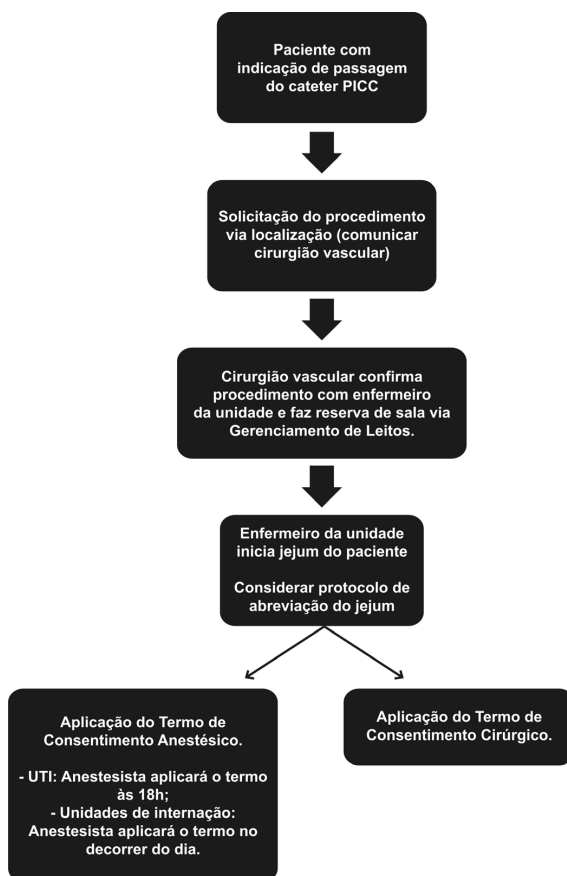 Paciente com
indicação de passagem
do cateter PICC
Solicitação do procedimento
via localização (comunicar
cirurgião vascular)
Cirurgião vascular confirma
procedimento com enfermeiro
da unidade e faz reserva de sala via
Gerenciamento de Leitos.
Enfermeiro da unidade
inicia jejum do paciente
Considerar protocolo de
abreviação do jejum
Aplicação do Termo de
Consentimento Anestésico.
- UTI: Anestesista aplicará o termo
às 18h;
- Unidades de internação:
Anestesista aplicará o termo no
decorrer do dia.
Aplicação do Termo de
Consentimento Cirúrgico.